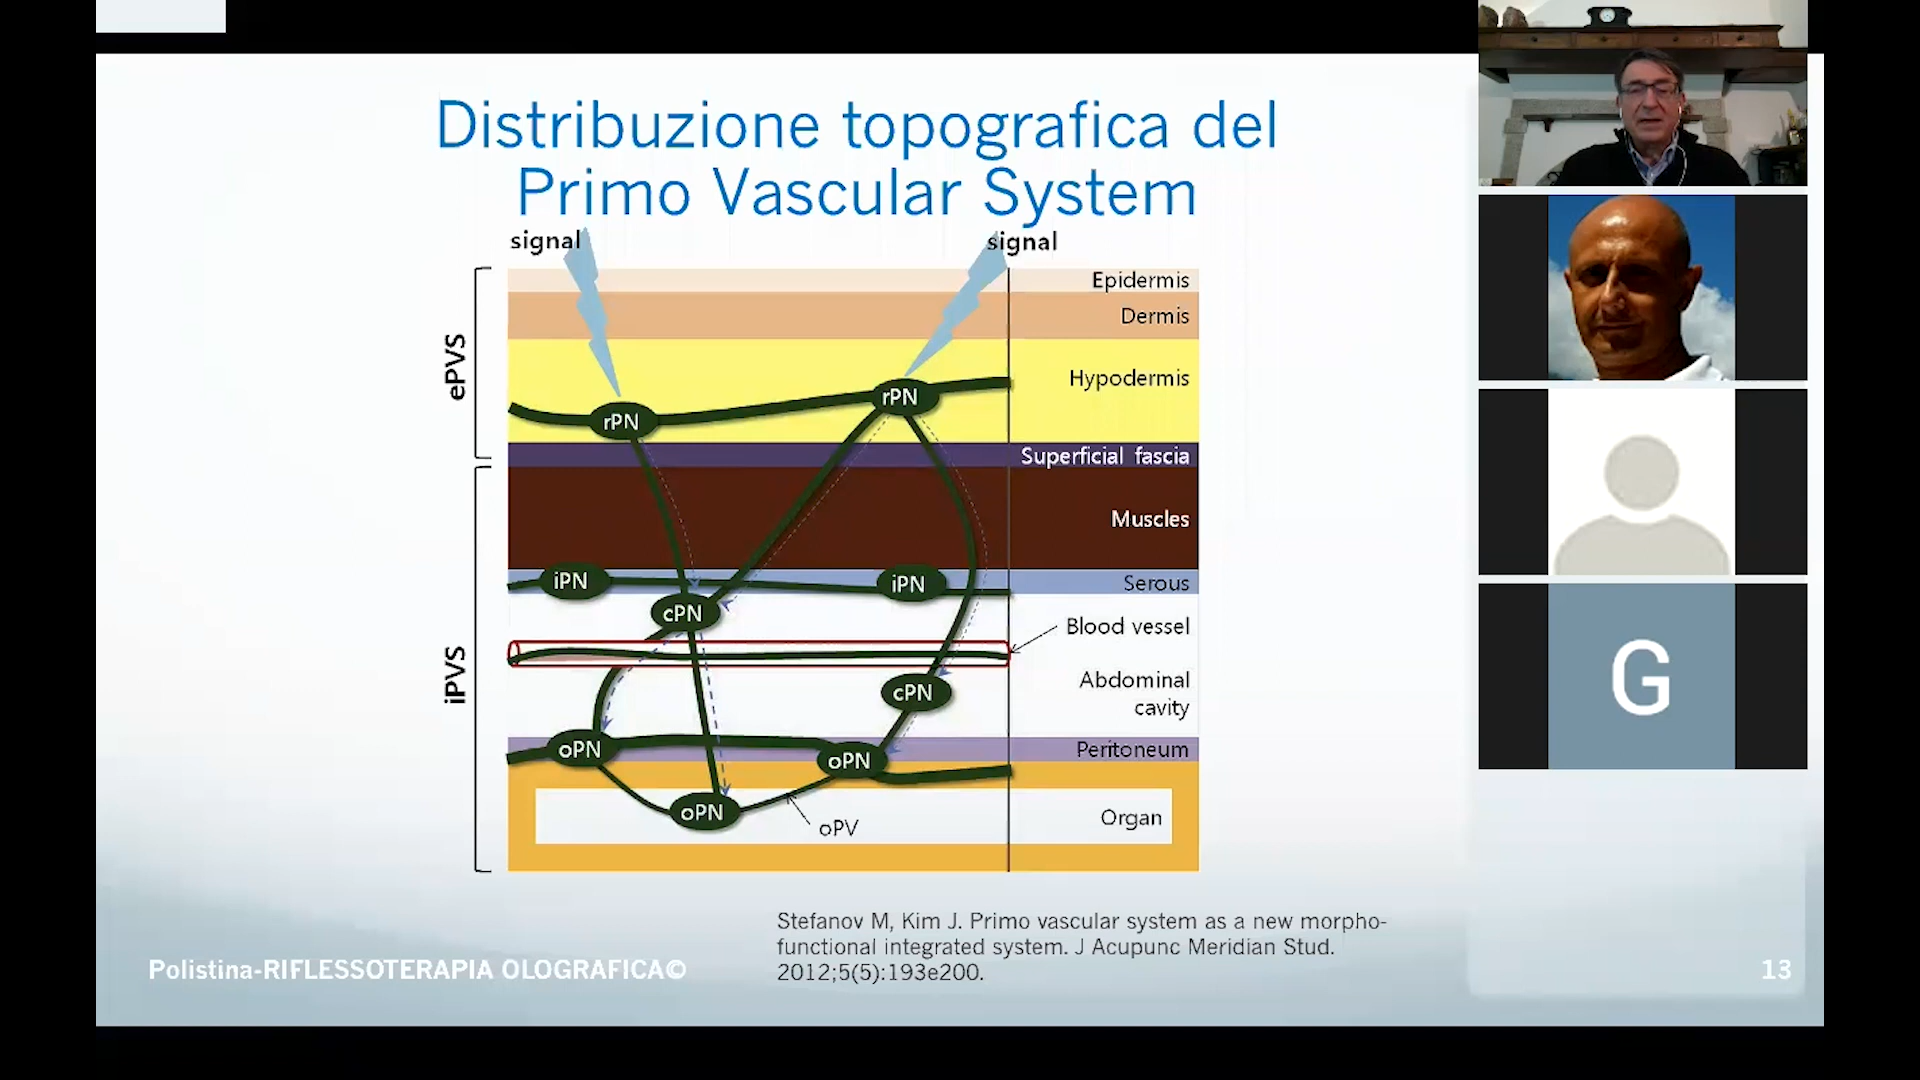 Distribuzione topografica del
Primo Vascular System
signal
signal
ePVS
iPVS
Epidermis
Dermis
Hypodermis
Superficial fascia
Muscles
Serous
Blood vessel
Abdominal
cavity
Peritoneum
Organ
rPN
rPN
iPN
iPN
cPN
cPN
oPN
oPN
oPN
oPV
Stefanov M, Kim J. Primo vascular system as a new morpho-
functional integrated system. J Acupunc Meridian Stud.
2012;5(5):193e200.
Polistina-RIFLESSOTERAPIA OLOGRAFICA©
13
G